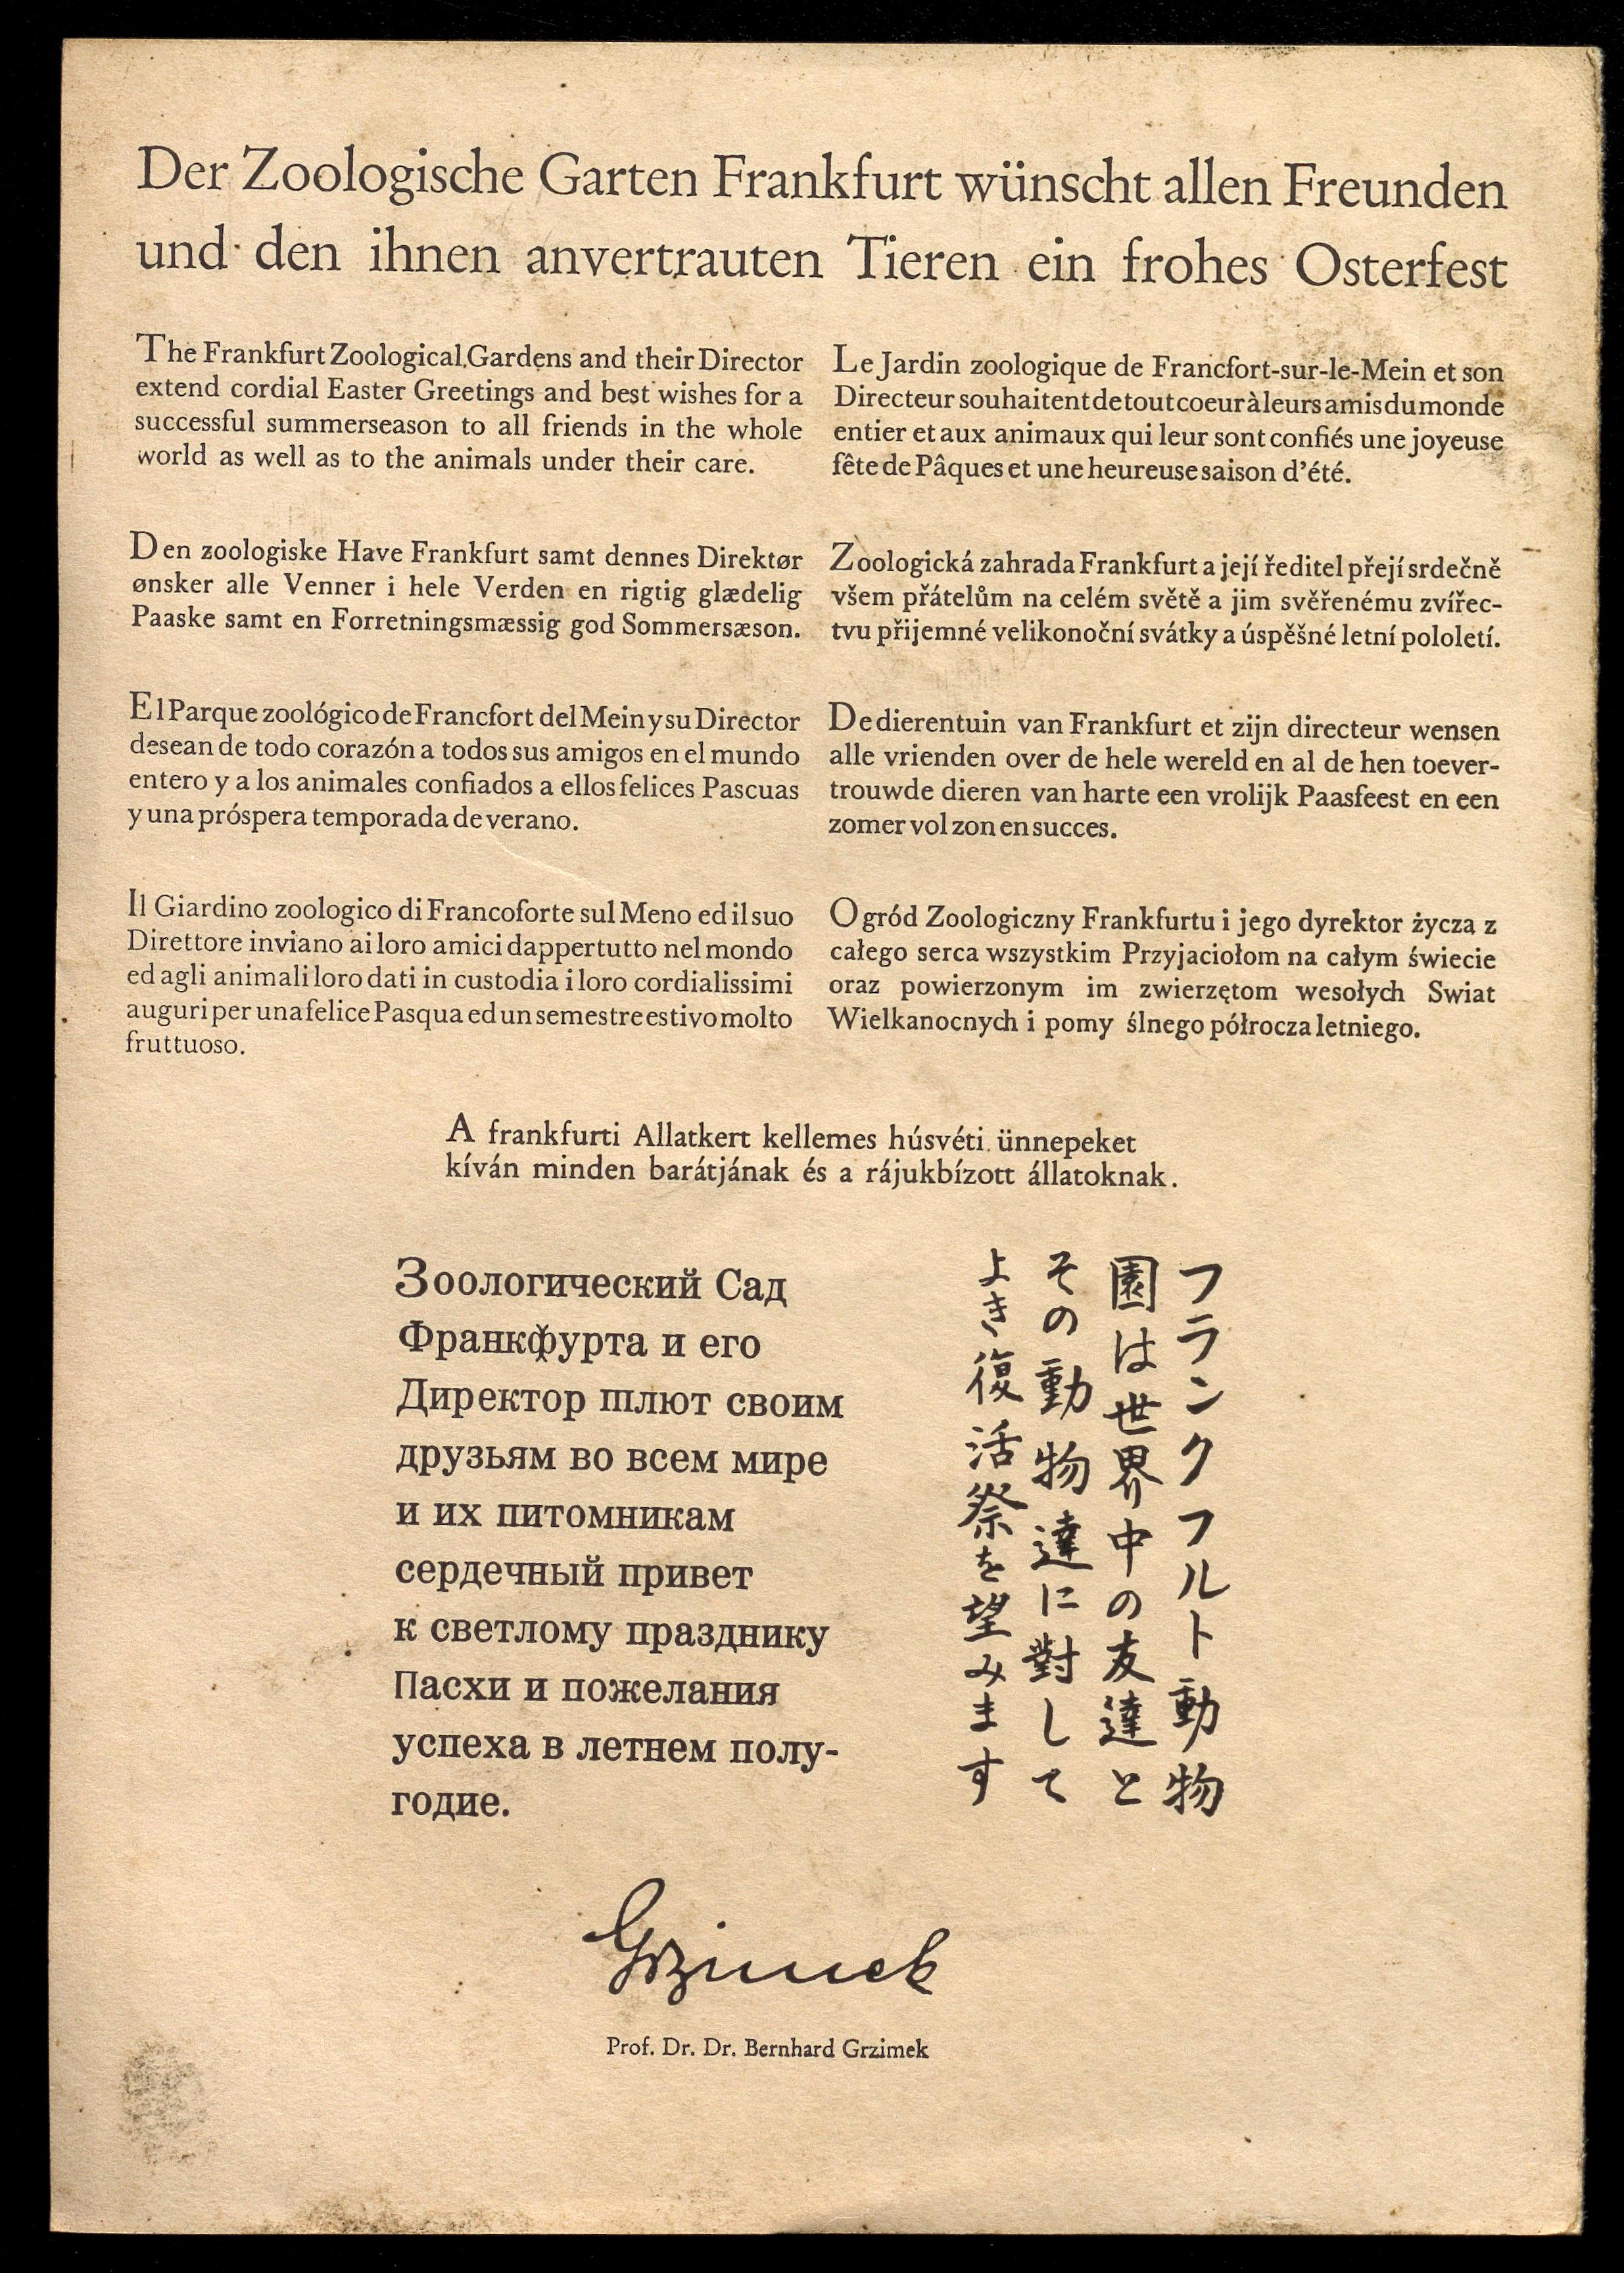 Der Zoologische Garten Frankfurt wünscht allen Freunden
und den ihnen anvertrauten Tieren ein frohes Osterfest
The Frankfurt Zoological Gardens and their Director
extend cordial Easter Greetings and best wishes for a
successful summerseason to all friends in the whole
world as well as to the animals under their care.
Le Jardin zoologique de Francfort-sur-le-Mein et son
Directeur souhaitent de tout coeur à leurs amis du monde
entier et aux animaux qui leur sont confiés une joyeuse
fête de Pâques et une heureuse saison d'été.
Den zoologiske Have Frankfurt samt dennes Direktør
ønsker alle Venner i hele Verden en rigtig glædelig
Paaske samt en Forretningsmæssig god Sommersæson.
Zoologická zahrada Frankfurt a její ředitel přejí srdečně
všem přátelům na celém světě a jim svěřenému zvířec-
tvu přijemné velikonoční svátky a úspěšné letní pololetí.
El Parque zoológico de Francfort del Mein y su Director
desean de todo corazón a todos sus amigos en el mundo
entero y a los animales confiados a ellos felices Pascuas
y una próspera temporada de verano.
De dierentuin van Frankfurt et zijn directeur wensen
alle vrienden over de hele wereld en al de hen toever-
trouwde dieren van harte een vrolijk Paasfeest en een
zomer vol zon en succes.
Il Giardino zoologico di Francoforte sul Meno ed il suo
Direttore inviano ai loro amici dappertutto nel mondo
ed agli animali loro dati in custodia i loro cordialissimi
auguri per una felice Pasqua ed un semestre estivo molto
fruttuoso.
Ogród Zoologiczny Frankfurtu i jego dyrektor życza z
całego serca wszystkim Przyjaciołom na całym świecie
oraz powierzonym im zwierzętom wesołych Swiat
Wielkanocnych i pomy ślnego półrocza letniego.
A frankfurti Allatkert kellemes húsvéti ünnepeket
kíván minden barátjának és a rájukbízott állatoknak.
Зоологический Сад
Франкфурта и его
Директор шлют своим
друзьям во всем мире
и их питомникам
сердечный привет
к светлому празднику
Пасхи и пожелания
успеха в летнем полу-
годие.
フランクフルト動物
園は世界中の友達と
その動物達に對して
よき復活祭を望みます
Grzimek
Prof. Dr. Dr. Bernhard Grzimek